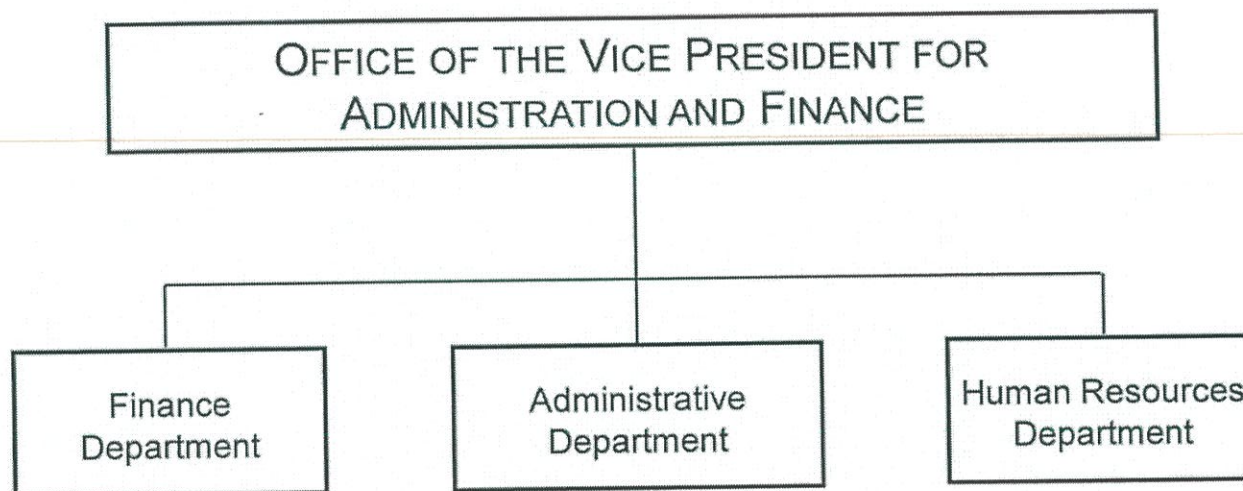 OFFICE OF THE VICE PRESIDENT FOR
ADMINISTRATION AND FINANCE
Finance
Department
Administrative
Department
Human Resources
Department